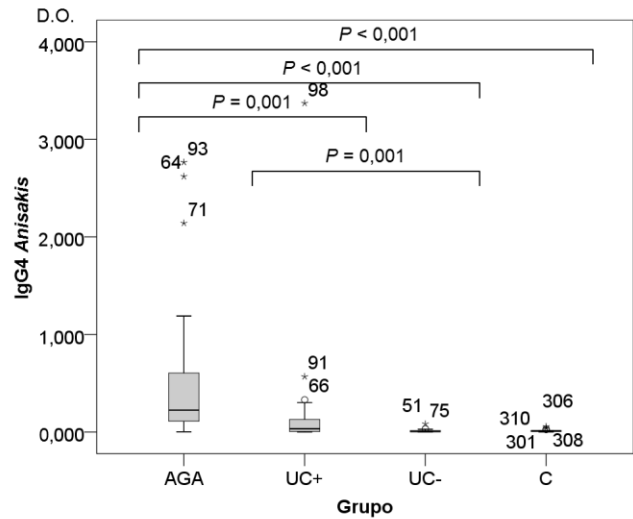 D.O.
4,000
P < 0,001
P < 0,001
98
P = 0,001
3,000
64 93
P = 0,001
71
2,000
IgG4 Anisakis
1,000
91
66
51 75
306
310
301 308
0,000
AGA UC+ UC- C
Grupo